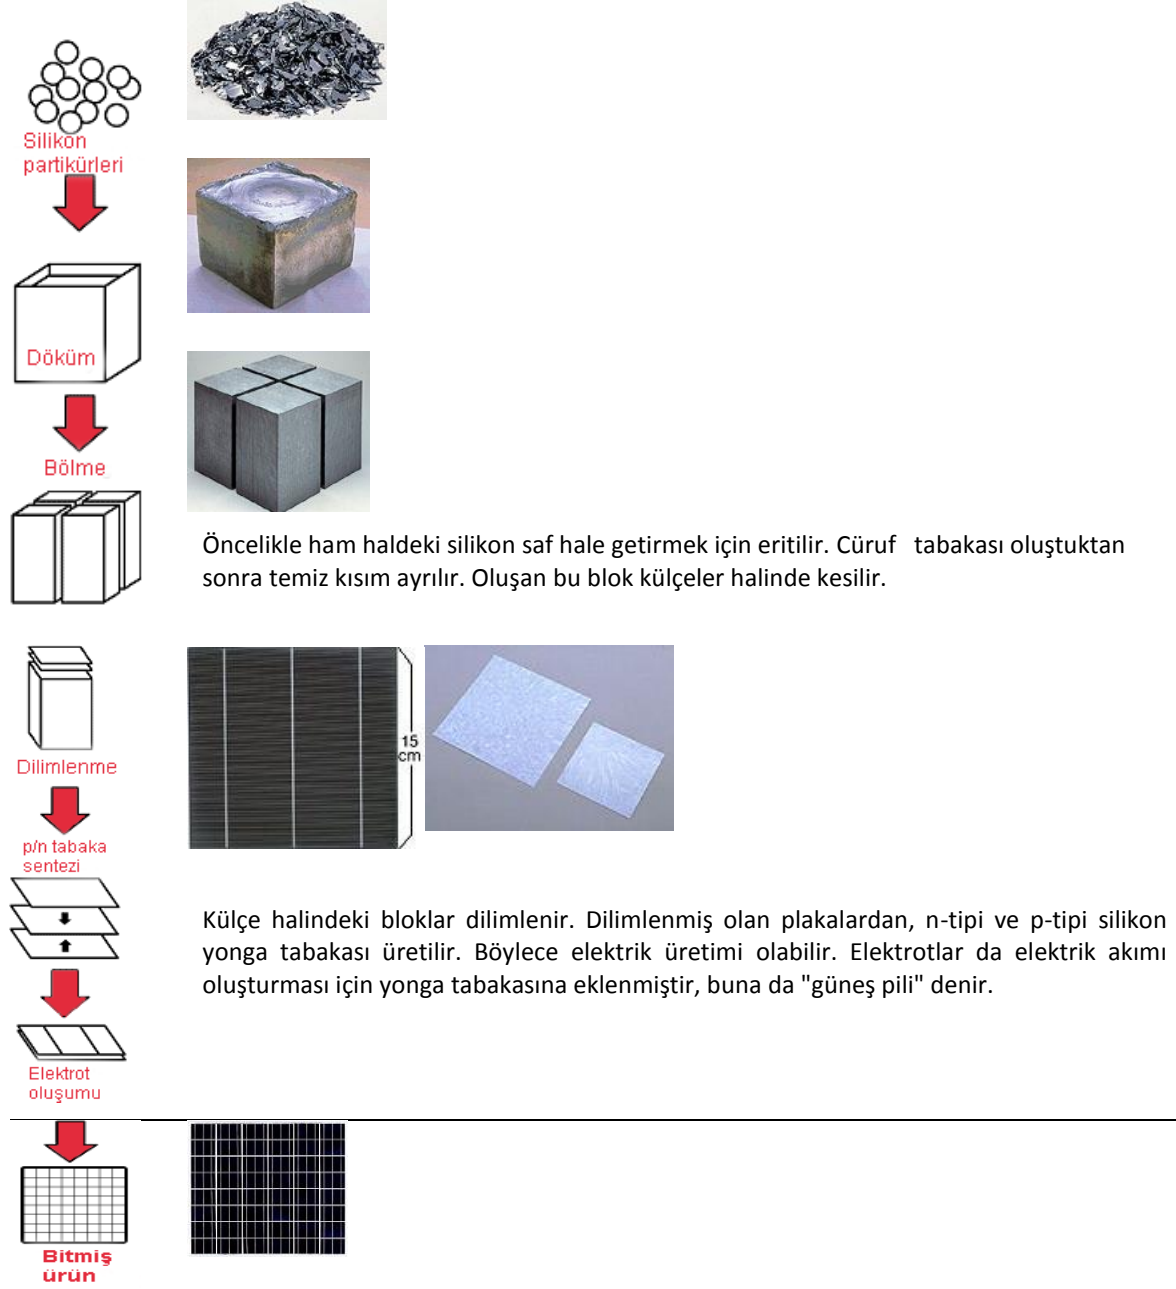 Silikon
partikürleri
Döküm
Bölme
Öncelikle ham haldeki silikon saf hale getirmek için eritilir. Cüruf tabakası oluştuktan
sonra temiz kısım ayrılır. Oluşan bu blok külçeler halinde kesilir.
15
cm
Dilimlenme
p/n tabaka
sentezi
Külçe halindeki bloklar dilimlenir. Dilimlenmiş olan plakalardan, n-tipi ve p-tipi silikon
yonga tabakası üretilir. Böylece elektrik üretimi olabilir. Elektrotlar da elektrik akımı
oluşturması için yonga tabakasına eklenmiştir, buna da "güneş pili" denir.
Elektrot
oluşumu
Bitmiş
ürün